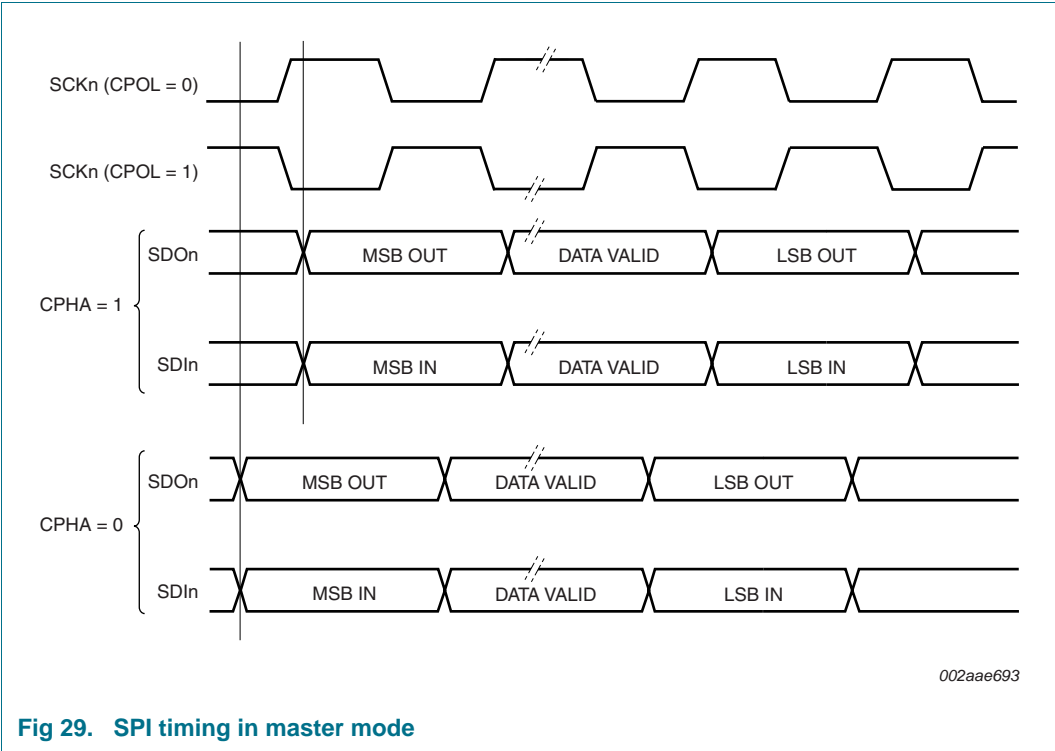 SCKn (CPOL = 0)
SCKn (CPOL = 1)
CPHA = 1
SDOn
MSB OUT
DATA VALID
LSB OUT
SDIn
MSB IN
DATA VALID
LSB IN
CPHA = 0
SDOn
MSB OUT
DATA VALID
LSB OUT
SDIn
MSB IN
DATA VALID
LSB IN
002aae693
Fig 29. SPI timing in master mode